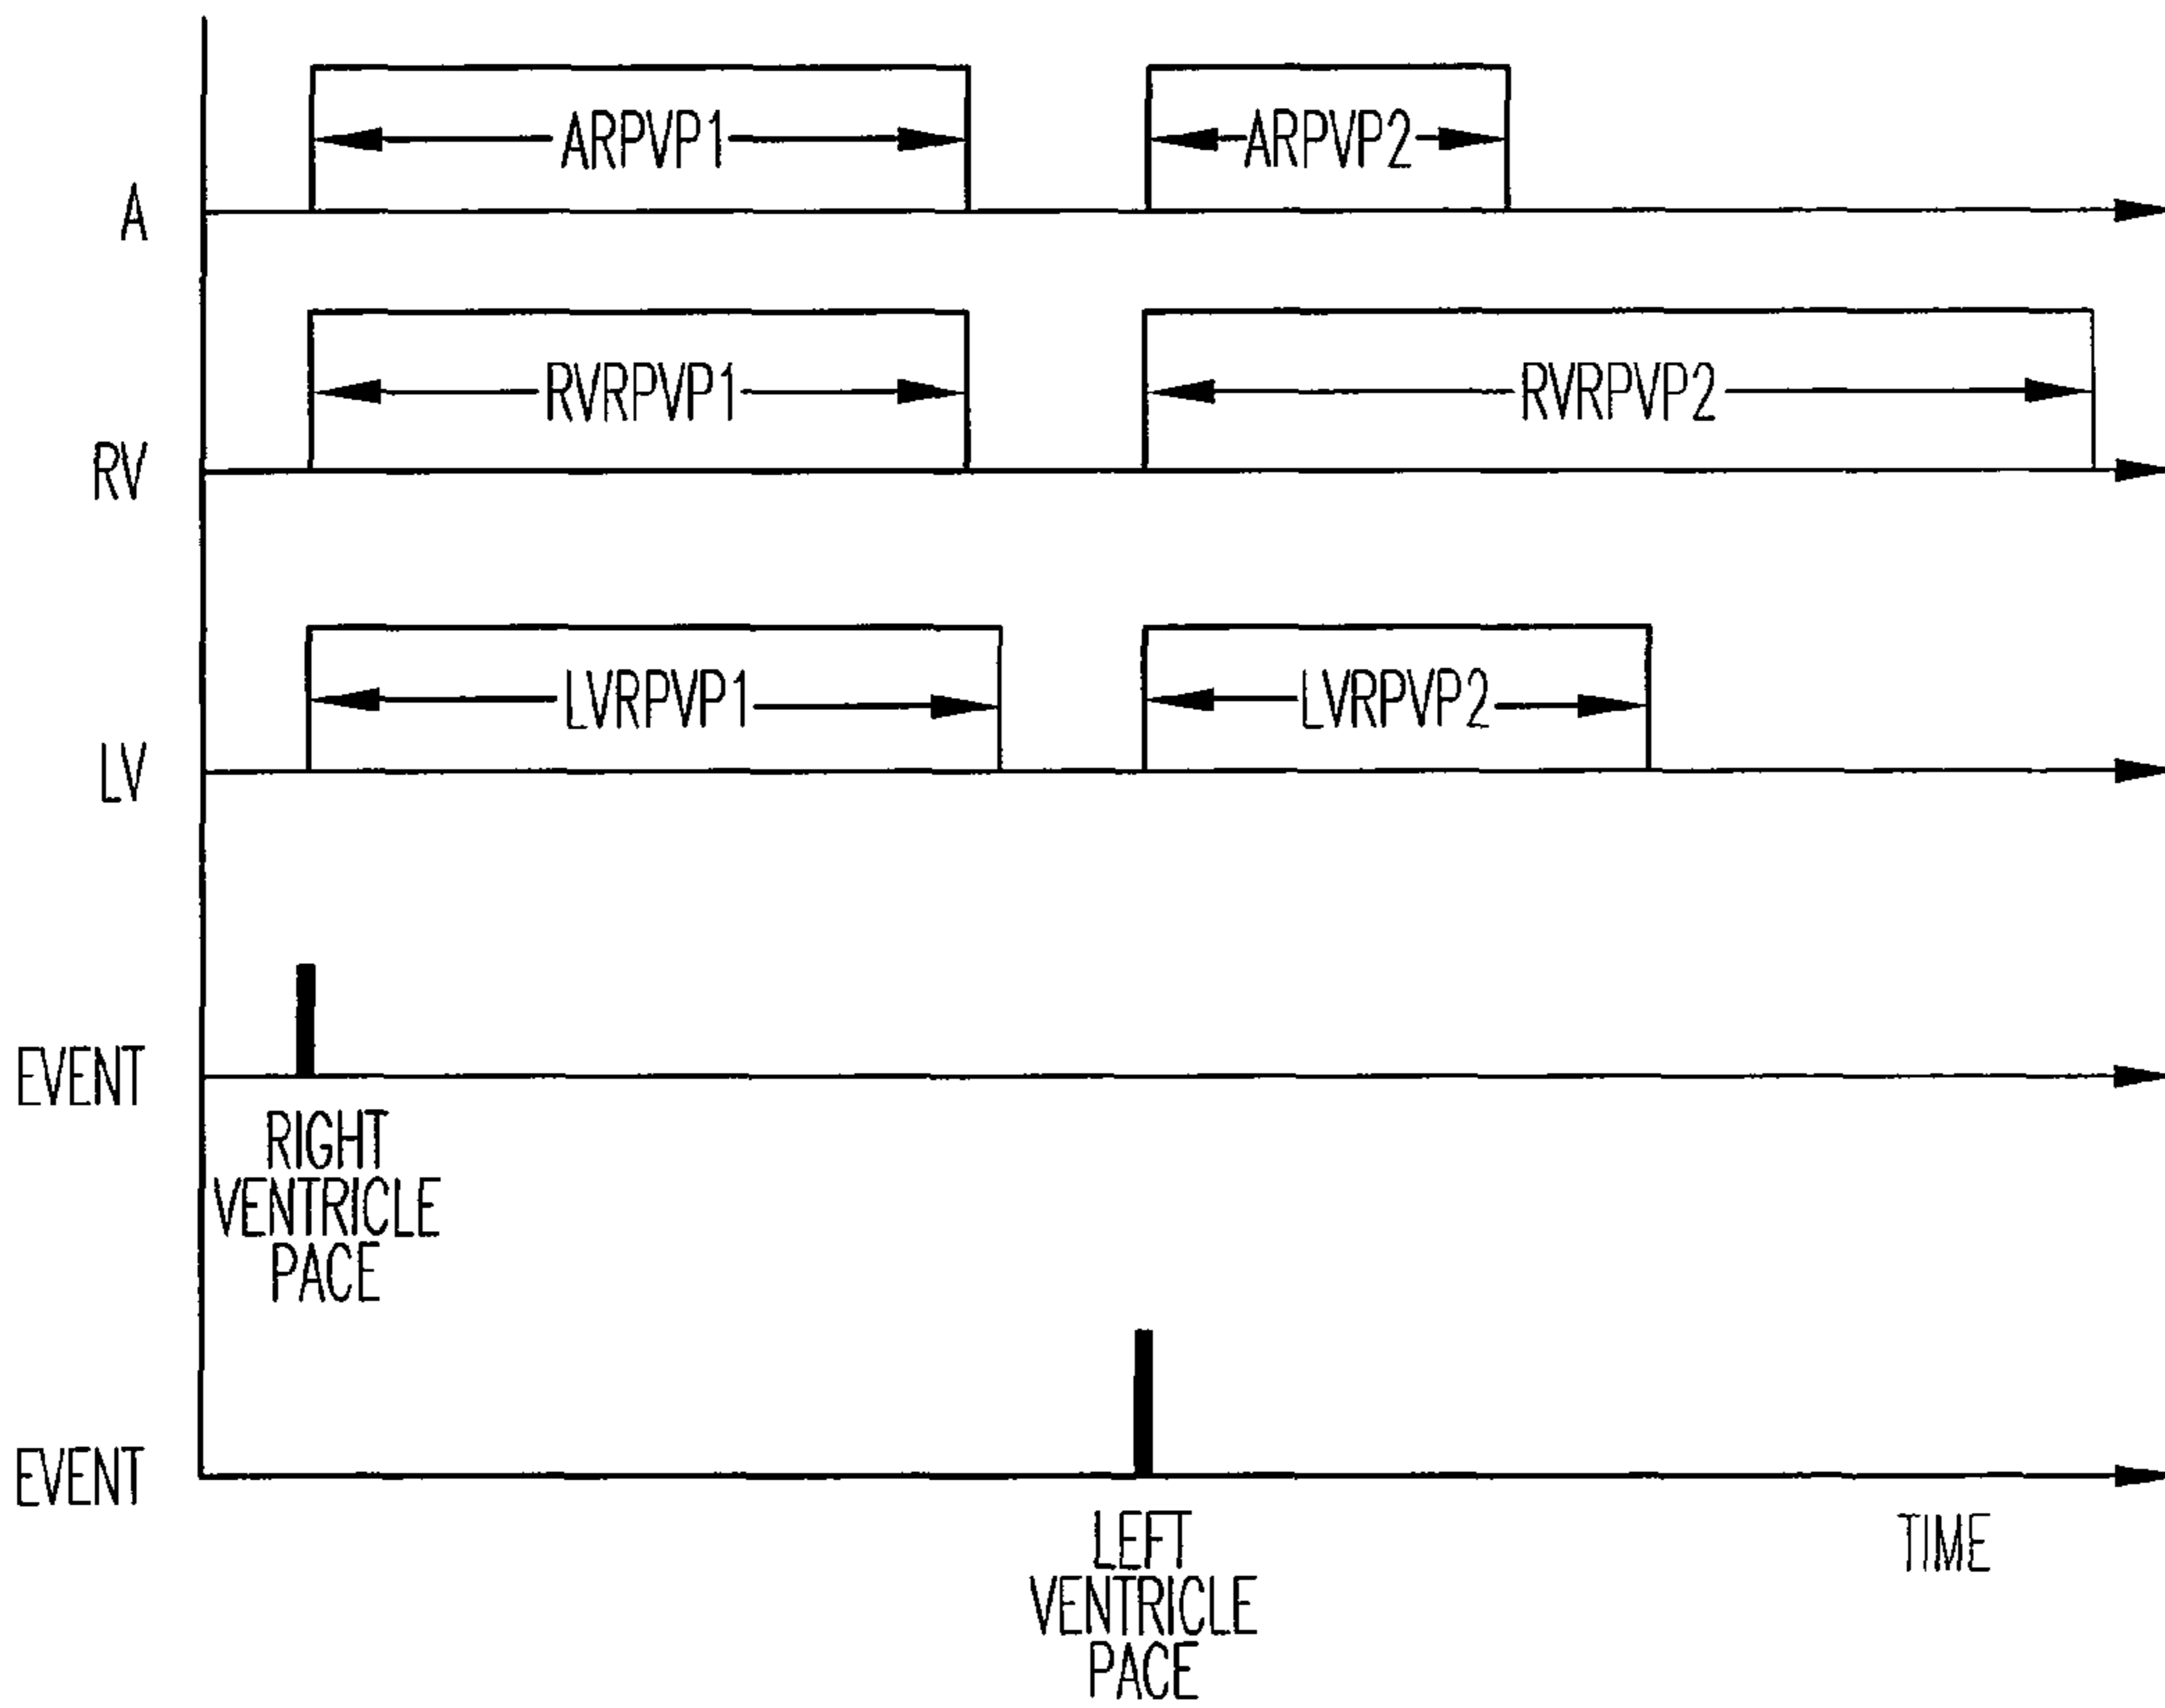 ARPVP1
ARPVP2
A
RVRPVP1
RVRPVP2
RV
LVRPVP1
LVRPVP2
LV
EVENT
RIGHT
VENTRICLE
PACE
EVENT
LEFT
VENTRICLE
PACE
TIME